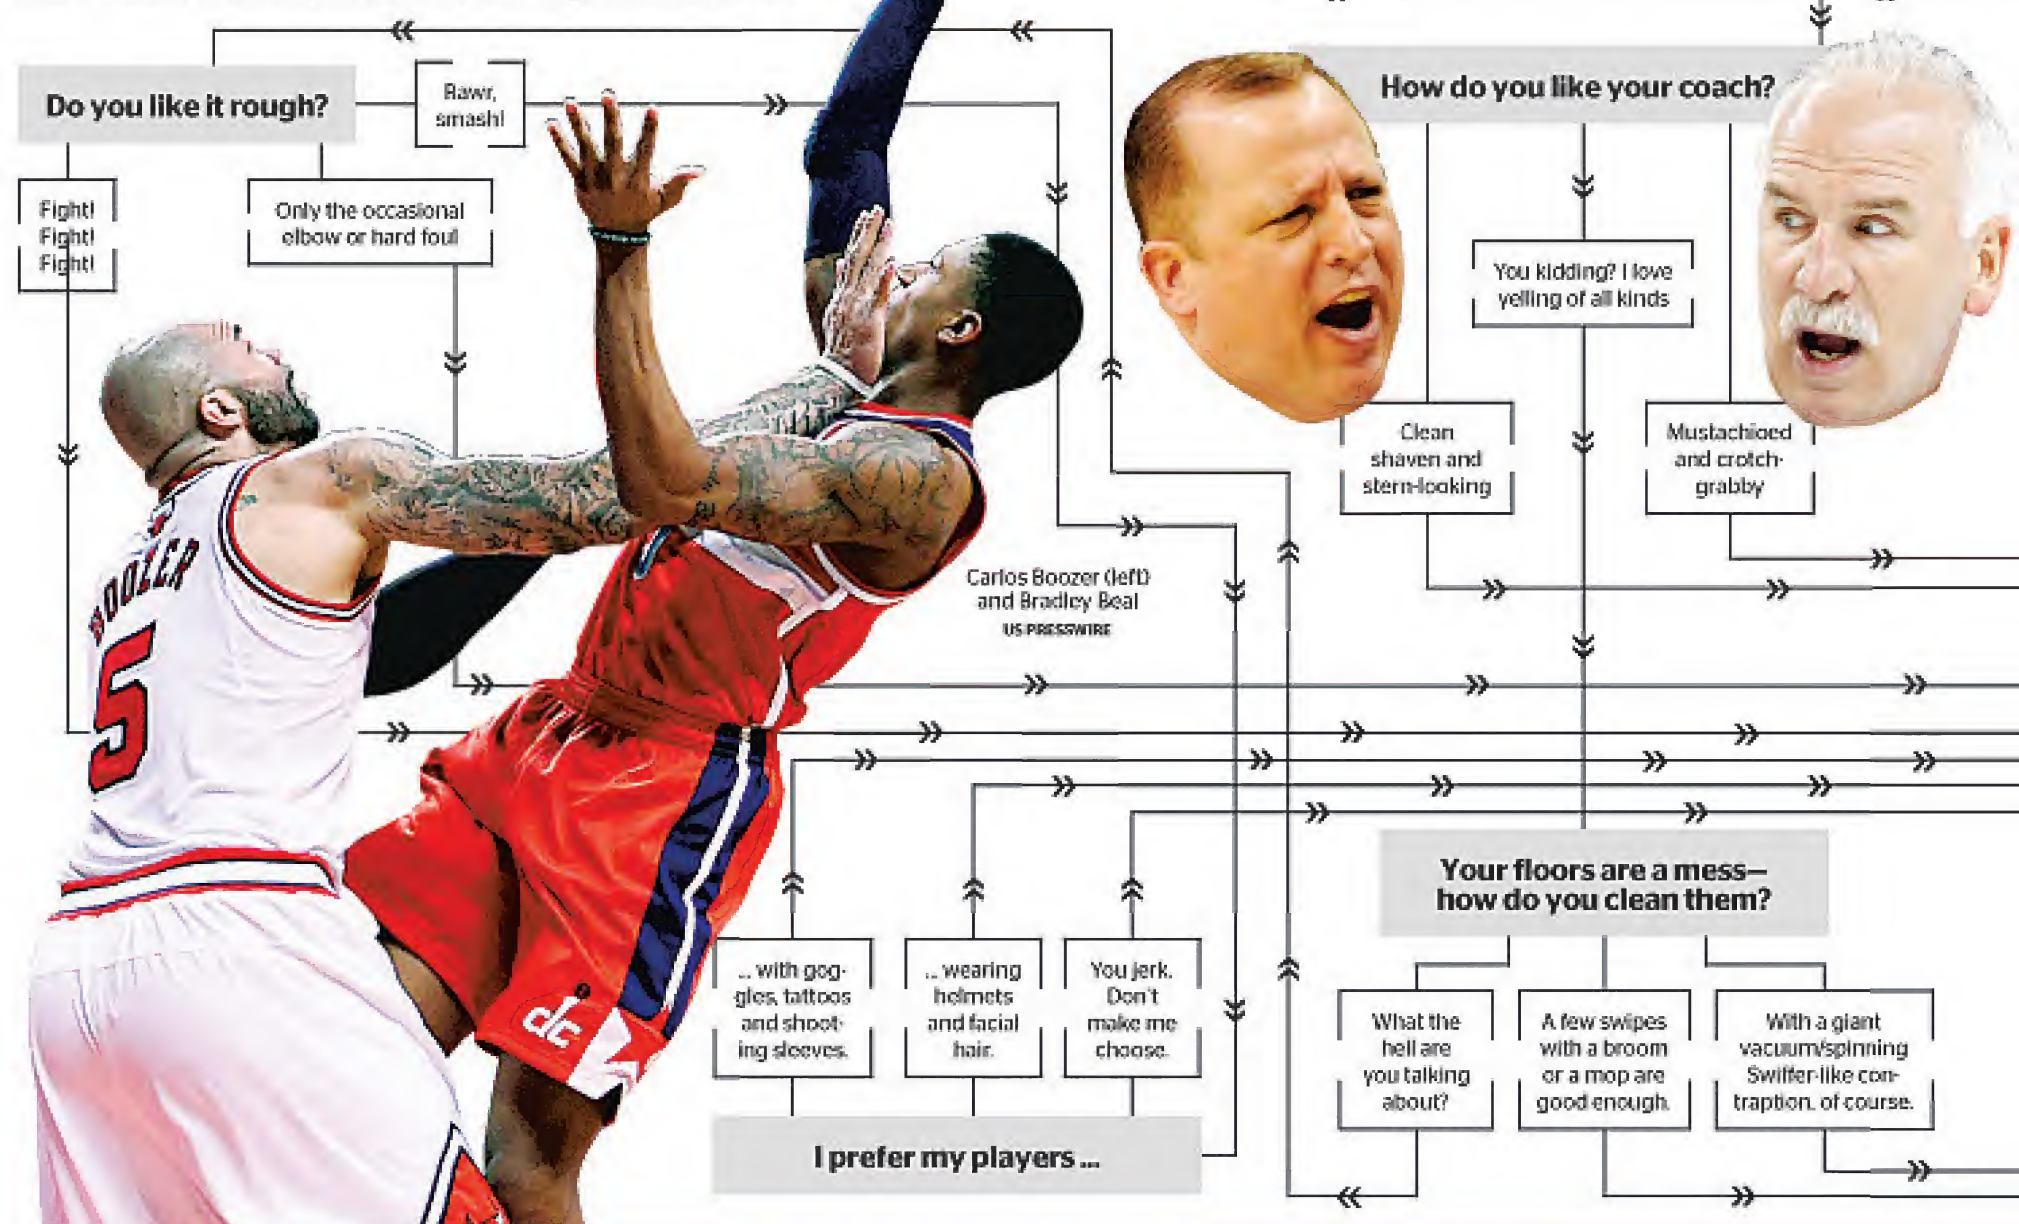 Do you like it rough?
Rawr,
smash!
Fight!
Fight!
Fight!
Only the occasional
elbow or hard foul
How do you like your coach?
You kidding? I love
yelling of all kinds
Clean
shaven and
stern-looking
Mustachioed
and crotch-
grabby
BOOZER
5
Carlos Boozer (left)
and Bradley Beal
US PRESSWIRE
Your floors are a mess—
how do you clean them?
... with gog-
gles, tattoos
and shoot-
ing sleeves.
... wearing
helmets
and facial
hair.
You jerk.
Don't
make me
choose.
What the
hell are
you talking
about?
A few swipes
with a broom
or a mop are
good enough.
With a giant
vacuum/spinning
Swiffer-like con-
traption, of course.
I prefer my players ...
dc